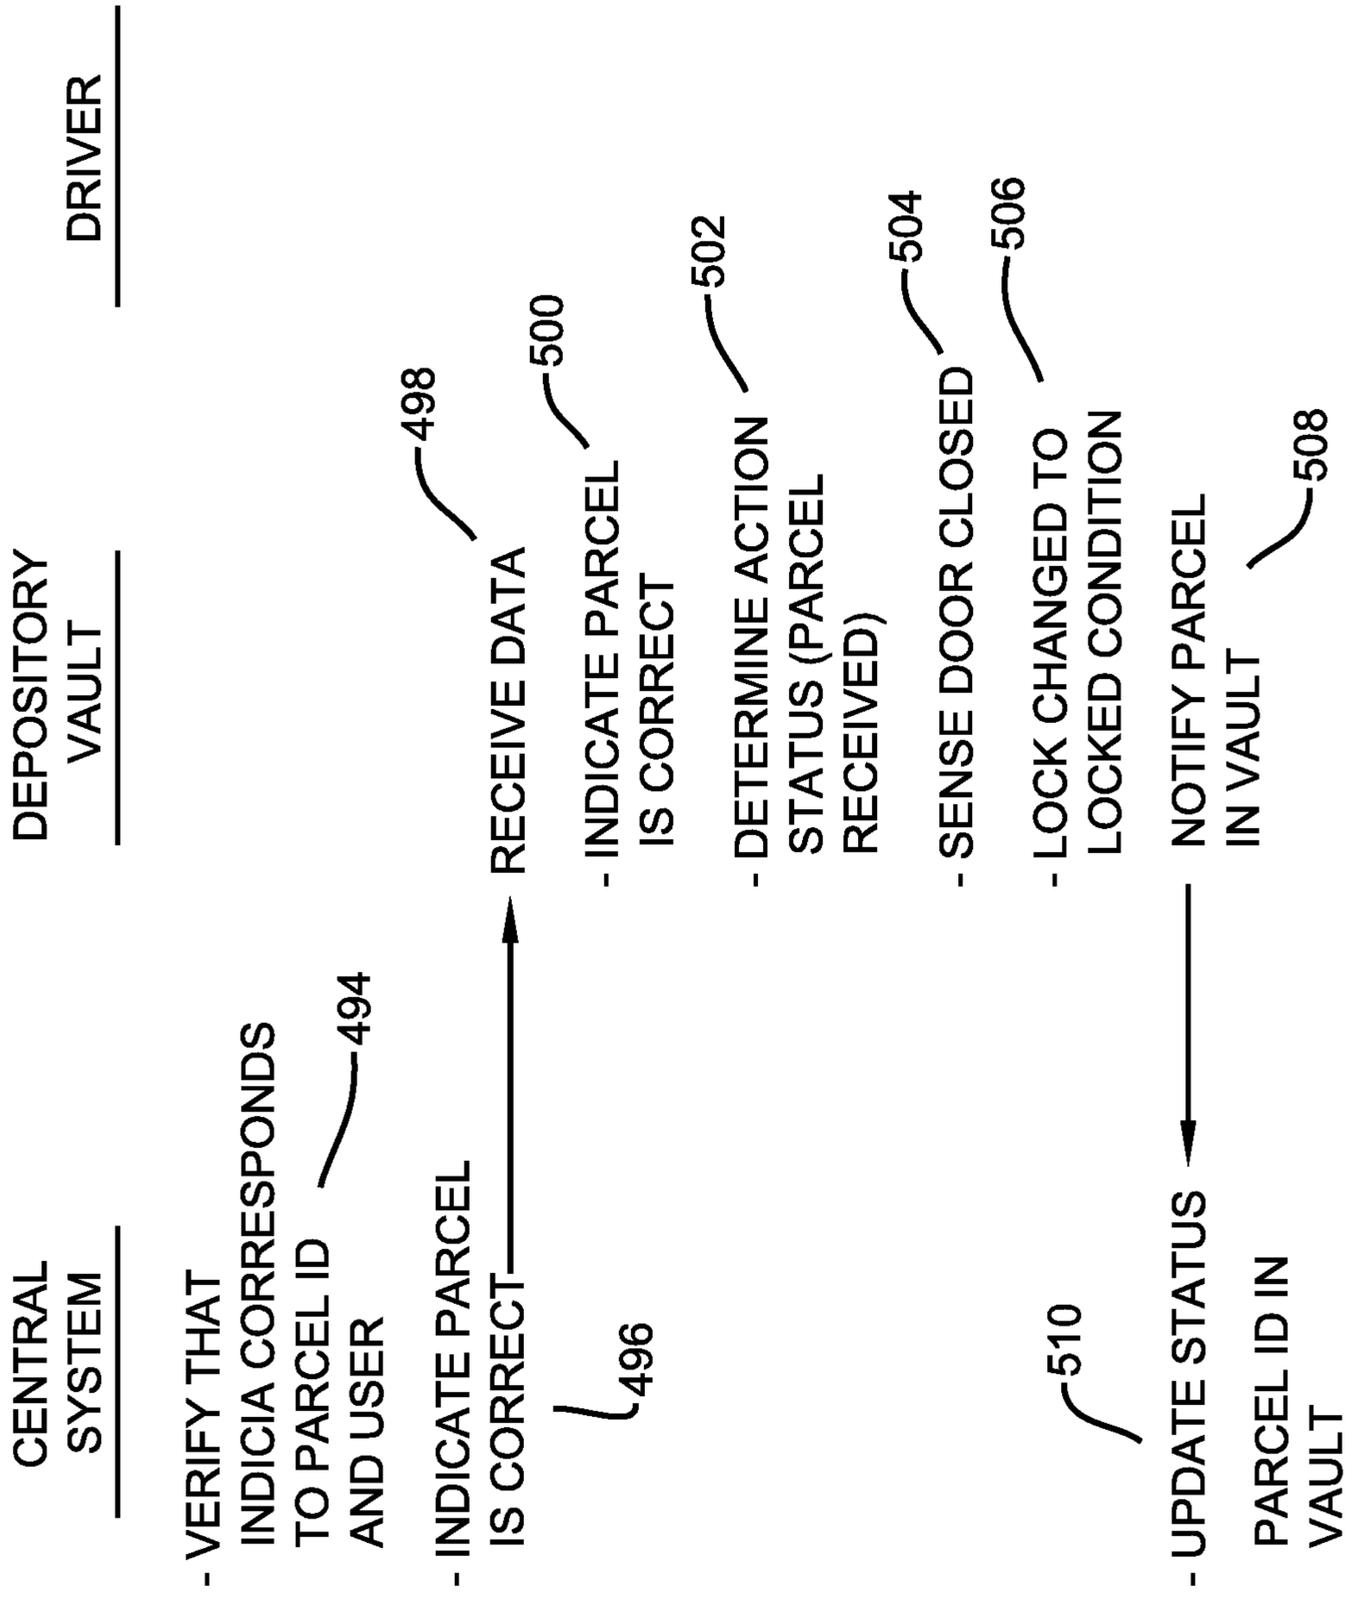 CENTRAL
SYSTEM
DEPOSITORY
VAULT
DRIVER
- VERIFY THAT
INDICIA CORRESPONDS
TO PARCEL ID
AND USER
494
- INDICATE PARCEL
IS CORRECT
496
RECEIVE DATA
498
- INDICATE PARCEL
IS CORRECT
500
- DETERMINE ACTION
STATUS (PARCEL
RECEIVED)
502
- SENSE DOOR CLOSED
504
- LOCK CHANGED TO
LOCKED CONDITION
506
NOTIFY PARCEL
IN VAULT
508
- UPDATE STATUS
510
PARCEL ID IN
VAULT